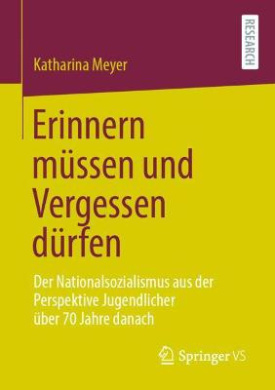 Katharina Meyer
RESEARCH
Erinnern
müssen und
Vergessen
dürfen
Der Nationalsozialismus aus der
Perspektive Jugendlicher
über 70 Jahre danach
Springer VS